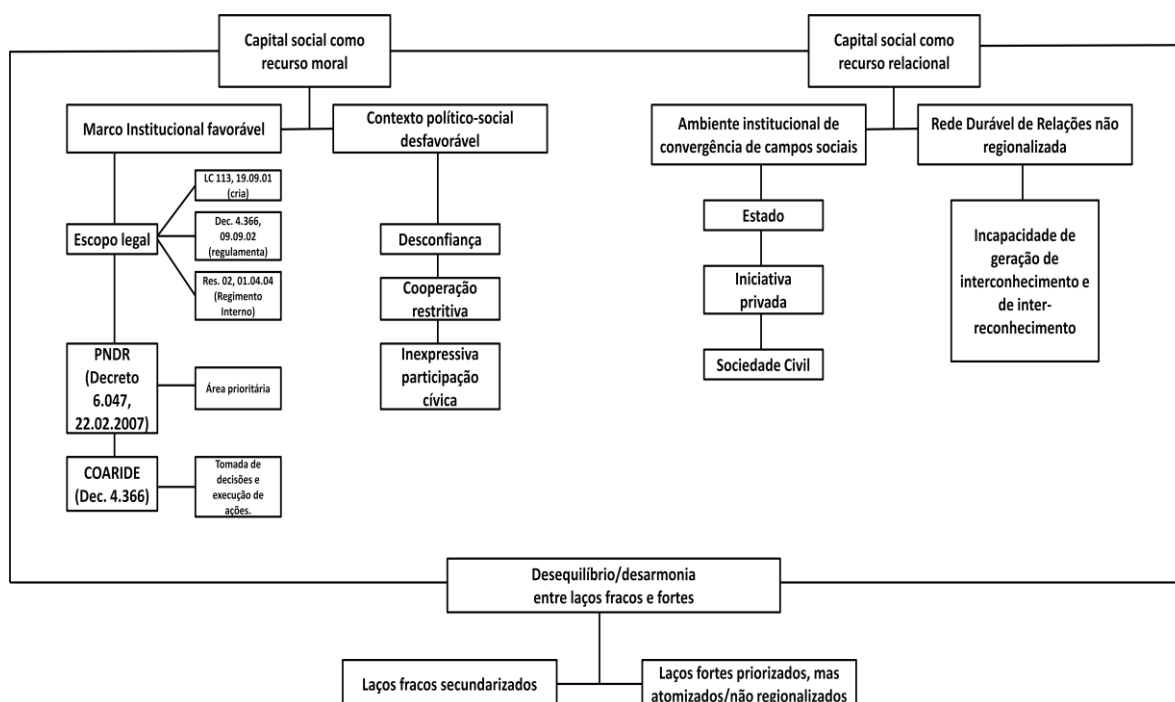 Capital social como
recurso moral
Capital social como
recurso relacional
Marco Institucional favorável
Contexto político-social
desfavorável
Ambiente institucional de
convergência de campos sociais
Rede Durável de Relações não
regionalizada
Escopo legal
LC 113, 19.09.01
(cria)
Dec. 4.366,
09.09.02
(regulamenta)
Res. 02, 01.04.04
(Regimento
Interno)
PNDR
(Decreto
6.047,
22.02.2007)
Área prioritária
COARIDE
(Dec. 4.366)
Tomada de
decisões e
execução de
ações.
Desconfiança
Cooperação
restritiva
Inexpressiva
participação
cívica
Estado
Iniciativa
privada
Sociedade Civil
Incapacidade de
geração de
interconhecimento e
de inter-
reconhecimento
Desequilíbrio/desarmonia
entre laços fracos e fortes
Laços fracos secundarizados
Laços fortes priorizados, mas
atomizados/não regionalizados